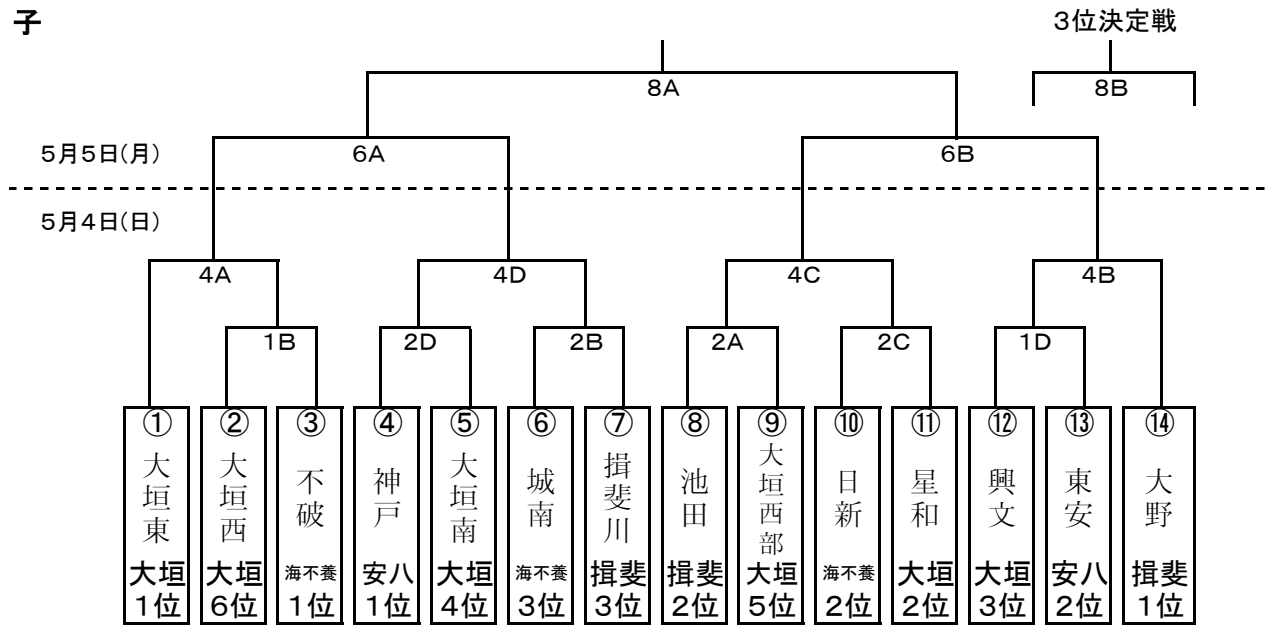 子
3位決定戦
8A
8B
5月5日(月)
6A
6B
5月4日(日)
4A
4D
4C
4B
1B
2D
2B
2A
2C
1D
① ② ③ ④ ⑤ ⑥ ⑦ ⑧ ⑨ ⑩ ⑪ ⑫ ⑬ ⑭
大垣東
大垣西
不破
神戸
大垣南
城南
揖斐川
池田
大垣西部
日新
星和
興文
東安
大野
大垣 大垣 海不養 安八 大垣 海不養 揖斐 揖斐 大垣 海不養 大垣 大垣 安八 揖斐
1位 6位 1位 1位 4位 3位 3位 2位 5位 2位 2位 3位 2位 1位